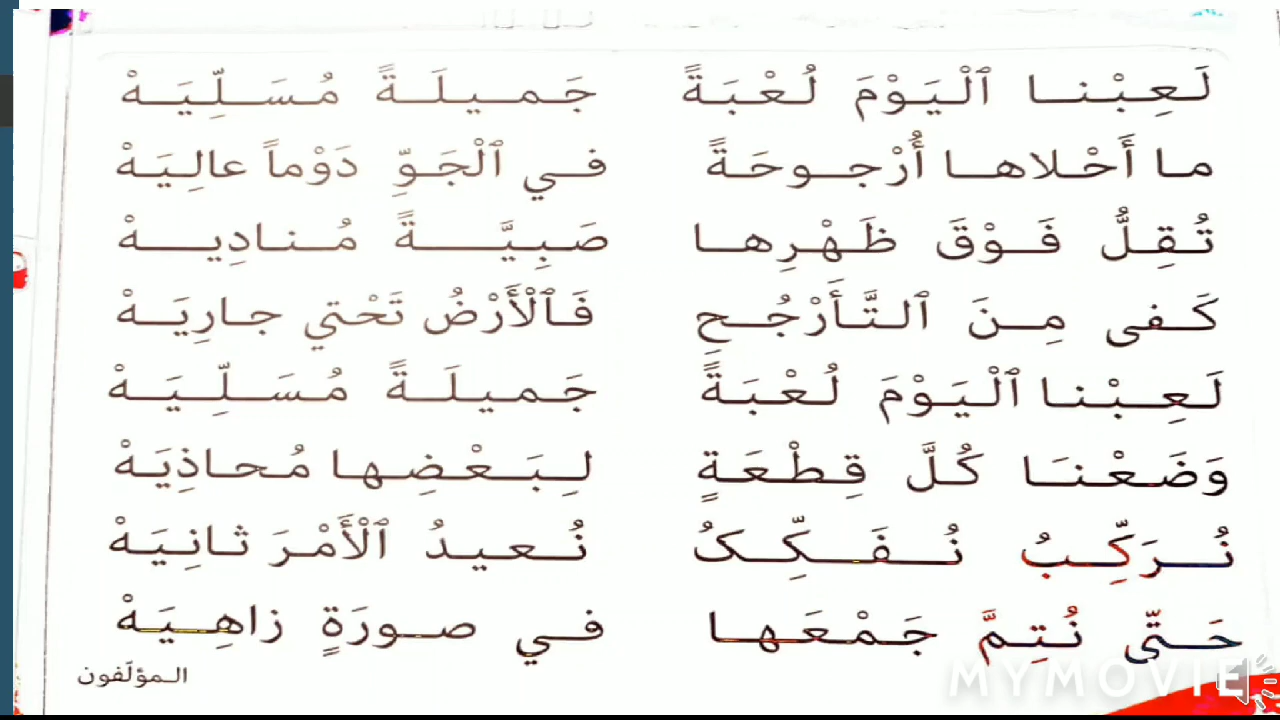 لَعِبْنا ٱلْيَوْمَ لُعْبَةً جَميلَةً مُسَلِّيَهْ
ما أَحْلاها أُرْجوحَةً في ٱلْجَوِّ دَوْماً عالِيَهْ
تُقِلُّ فَوْقَ ظَهْرِها صَبِيَّةً مُنادِيهْ
كَفى مِنَ ٱلتَّأَرْجُحِ فَٱلْأَرْضُ تَحْتي جارِيَهْ
لَعِبْنا ٱلْيَوْمَ لُعْبَةً جَميلَةً مُسَلِّيَهْ
وَضَعْنَا كُلَّ قِطْعَةٍ لِبَعْضِها مُحاذِيَهْ
نُرَكِّبُ نُفَكِّكُ نُعيدُ ٱلْأَمْرَ ثانِيَهْ
حَتّى نُتِمَّ جَمْعَها في صورَةٍ زاهِيَهْ
المؤلّفون
MYMOVIE